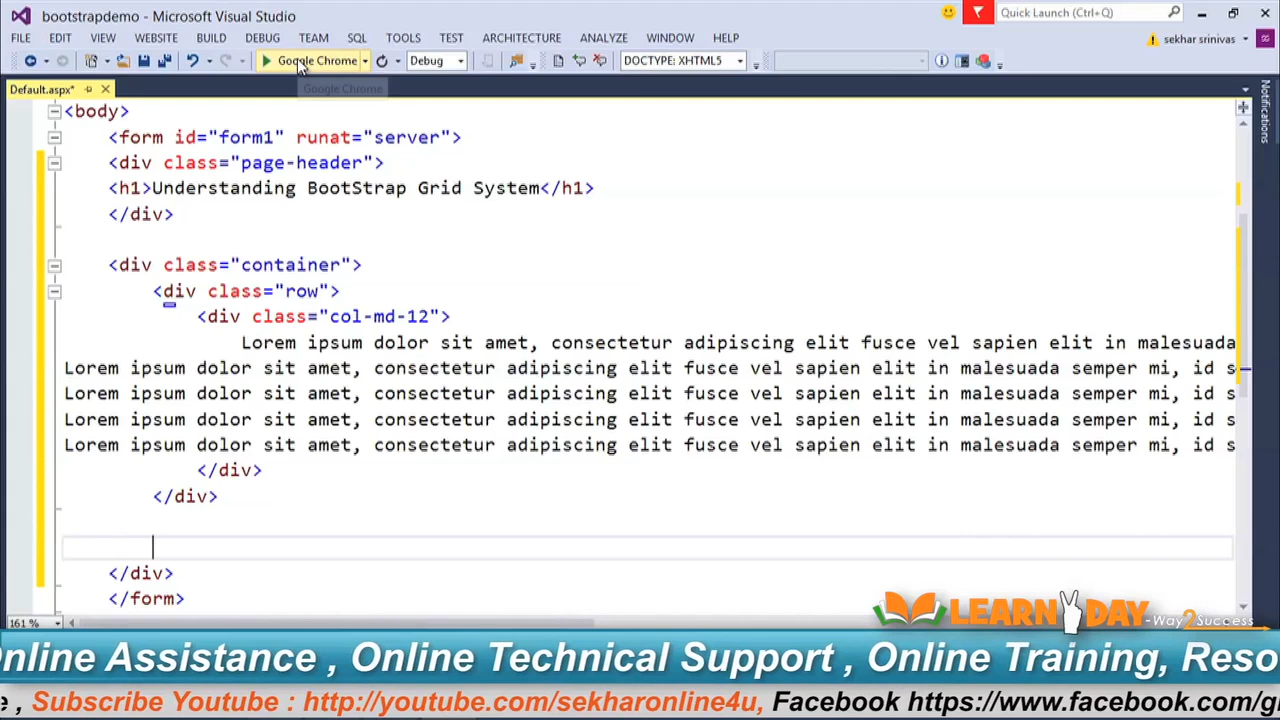 bootstrapdemo - Microsoft Visual Studio
Quick Launch (Ctrl+Q)
FILE EDIT VIEW WEBSITE BUILD DEBUG TEAM SQL TOOLS TEST ARCHITECTURE ANALYZE WINDOW HELP
sekhar srinivas
Google Chrome Debug DOCTYPE: XHTML5
Default.aspx*
Google Chrome
Notifications
<body>
<form id="form1" runat="server">
<div class="page-header">
<h1>Understanding BootStrap Grid System</h1>
</div>
<div class="container">
<div class="row">
<div class="col-md-12">
Lorem ipsum dolor sit amet, consectetur adipiscing elit fusce vel sapien elit in malesuada
Lorem ipsum dolor sit amet, consectetur adipiscing elit fusce vel sapien elit in malesuada semper mi, id s
Lorem ipsum dolor sit amet, consectetur adipiscing elit fusce vel sapien elit in malesuada semper mi, id s
Lorem ipsum dolor sit amet, consectetur adipiscing elit fusce vel sapien elit in malesuada semper mi, id s
Lorem ipsum dolor sit amet, consectetur adipiscing elit fusce vel sapien elit in malesuada semper mi, id s
</div>
</div>
</div>
</form>
LEARN2DAY-Way2Success
161 %
nline Assistance , Online Technical Support , Online Training, Reso
e , Subscribe Youtube : http://youtube.com/sekharonline4u, Facebook https://www.facebook.com/g